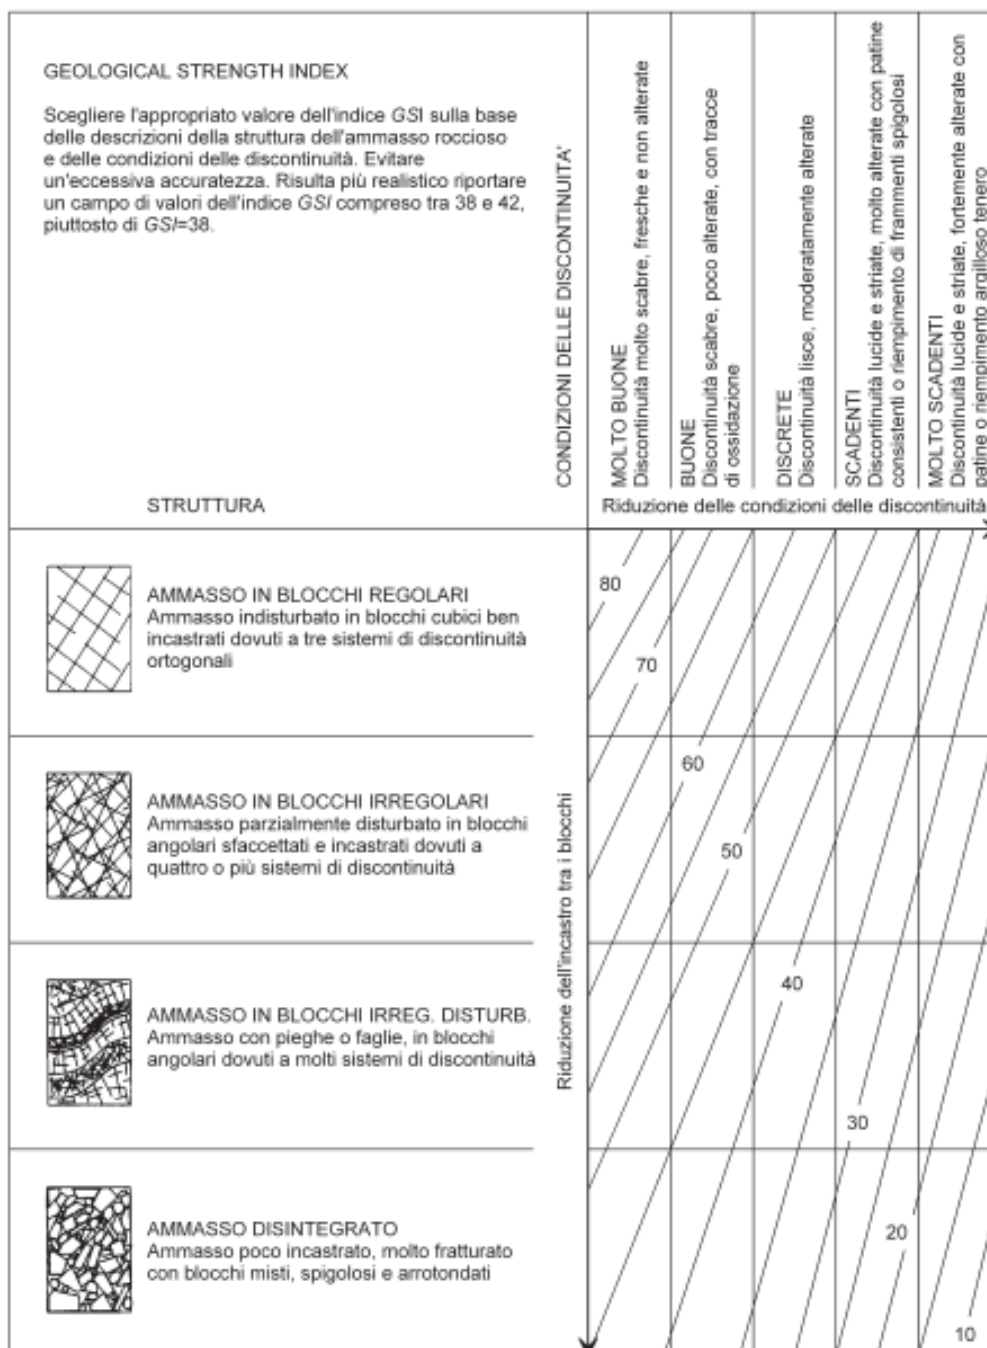 GEOLOGICAL STRENGTH INDEX
Scegliere l'appropriato valore dell'indice GSI sulla base
delle descrizioni della struttura dell'ammasso roccioso
e delle condizioni delle discontinuità. Evitare
un'eccessiva accuratezza. Risulta più realistico riportare
un campo di valori dell'indice GSI compreso tra 38 e 42,
piuttosto di GSI=38.
STRUTTURA
CONDIZIONI DELLE DISCONTINUITA'
MOLTO BUONE
Discontinuità molto scabre, fresche e non alterate
BUONE
Discontinuità scabre, poco alterate, con tracce
di ossidazione
DISCRETE
Discontinuità lisce, moderatamente alterate
SCADENTI
Discontinuità lucide e striate, molto alterate con patine
consistenti o riempimento di frammenti spigolosi
MOLTO SCADENTI
Discontinuità lucide e striate, fortemente alterate con
patine o riempimento argilloso tenero
Riduzione delle condizioni delle discontinuità
AMMASSO IN BLOCCHI REGOLARI
Ammasso indisturbato in blocchi cubici ben
incastrati dovuti a tre sistemi di discontinuità
ortogonali
AMMASSO IN BLOCCHI IRREGOLARI
Ammasso parzialmente disturbato in blocchi
angolari sfaccettati e incastrati dovuti a
quattro o più sistemi di discontinuità
AMMASSO IN BLOCCHI IRREG. DISTURB.
Ammasso con pieghe o faglie, in blocchi
angolari dovuti a molti sistemi di discontinuità
AMMASSO DISINTEGRATO
Ammasso poco incastrato, molto fratturato
con blocchi misti, spigolosi e arrotondati
Riduzione dell'incastro tra i blocchi
80
70
60
50
40
30
20
10